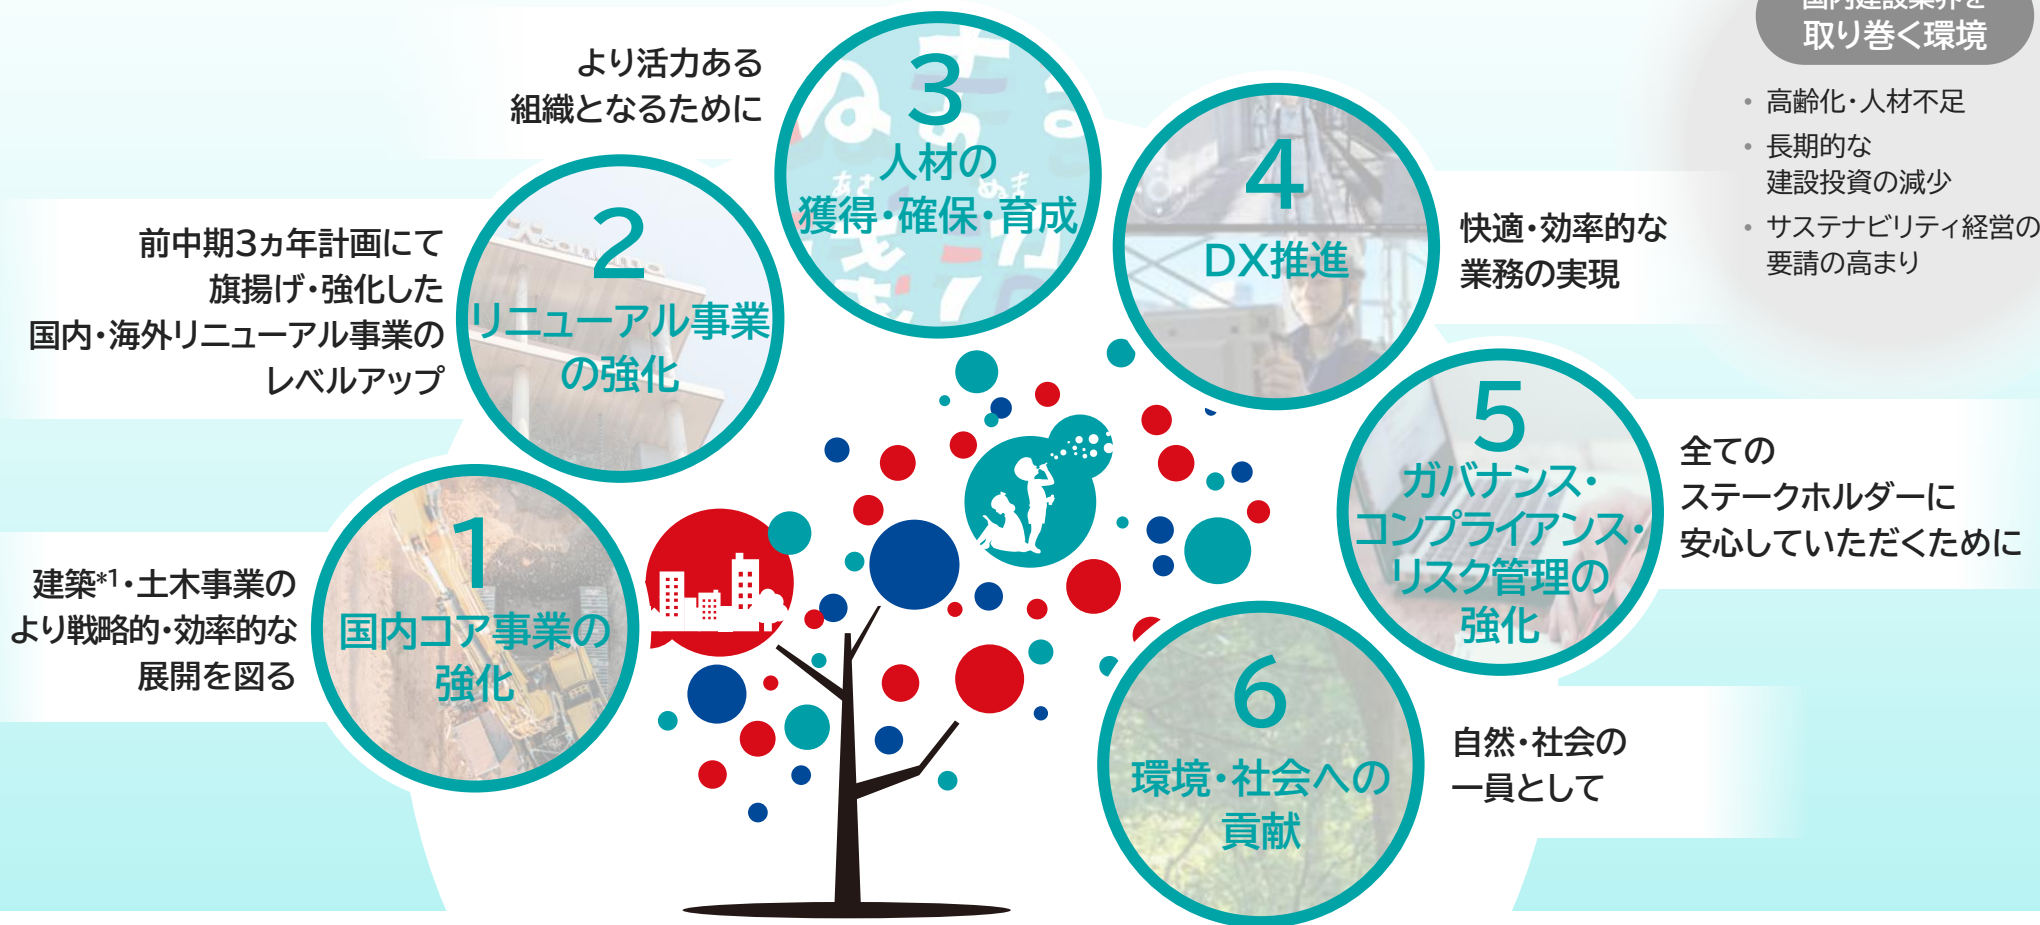 1
国内コア事業の
強化
建築*1・土木事業の
より戦略的・効率的な
展開を図る
2
リニューアル事業
の強化
前中期3ヵ年計画にて
旗揚げ・強化した
国内・海外リニューアル事業の
レベルアップ
3
人材の
獲得・確保・育成
より活力ある
組織となるために
4
DX推進
快適・効率的な
業務の実現
5
ガバナンス・
コンプライアンス・
リスク管理の
強化
全ての
ステークホルダーに
安心していただくために
6
環境・社会への
貢献
自然・社会の
一員として
国内建設業界を
取り巻く環境
• 高齢化・人材不足
• 長期的な
建設投資の減少
• サステナビリティ経営の
要請の高まり